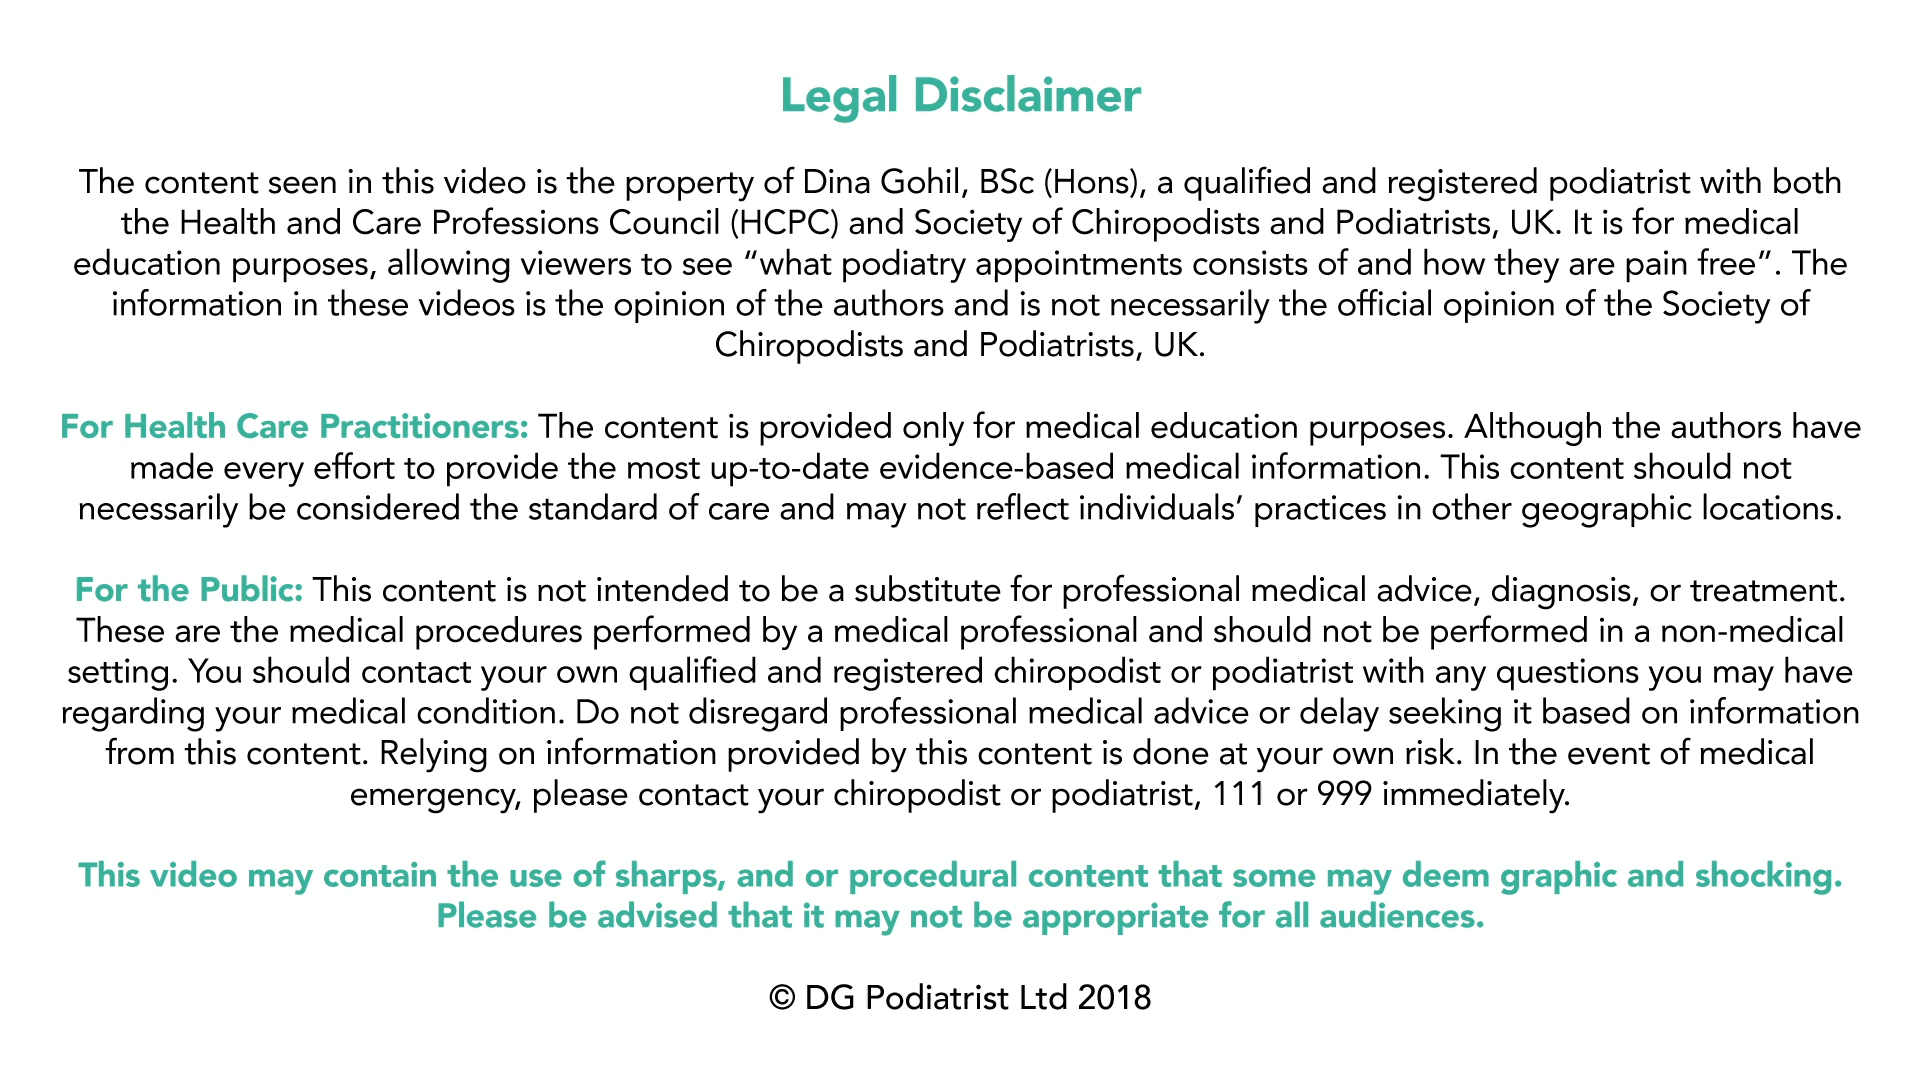 Legal Disclaimer
The content seen in this video is the property of Dina Gohil, BSc (Hons), a qualified and registered podiatrist with both
the Health and Care Professions Council (HCPC) and Society of Chiropodists and Podiatrists, UK. It is for medical
education purposes, allowing viewers to see “what podiatry appointments consists of and how they are pain free”. The
information in these videos is the opinion of the authors and is not necessarily the official opinion of the Society of
Chiropodists and Podiatrists, UK.
For Health Care Practitioners: The content is provided only for medical education purposes. Although the authors have
made every effort to provide the most up-to-date evidence-based medical information. This content should not
necessarily be considered the standard of care and may not reflect individuals’ practices in other geographic locations.
For the Public: This content is not intended to be a substitute for professional medical advice, diagnosis, or treatment.
These are the medical procedures performed by a medical professional and should not be performed in a non-medical
setting. You should contact your own qualified and registered chiropodist or podiatrist with any questions you may have
regarding your medical condition. Do not disregard professional medical advice or delay seeking it based on information
from this content. Relying on information provided by this content is done at your own risk. In the event of medical
emergency, please contact your chiropodist or podiatrist, 111 or 999 immediately.
This video may contain the use of sharps, and or procedural content that some may deem graphic and shocking.
Please be advised that it may not be appropriate for all audiences.
© DG Podiatrist Ltd 2018